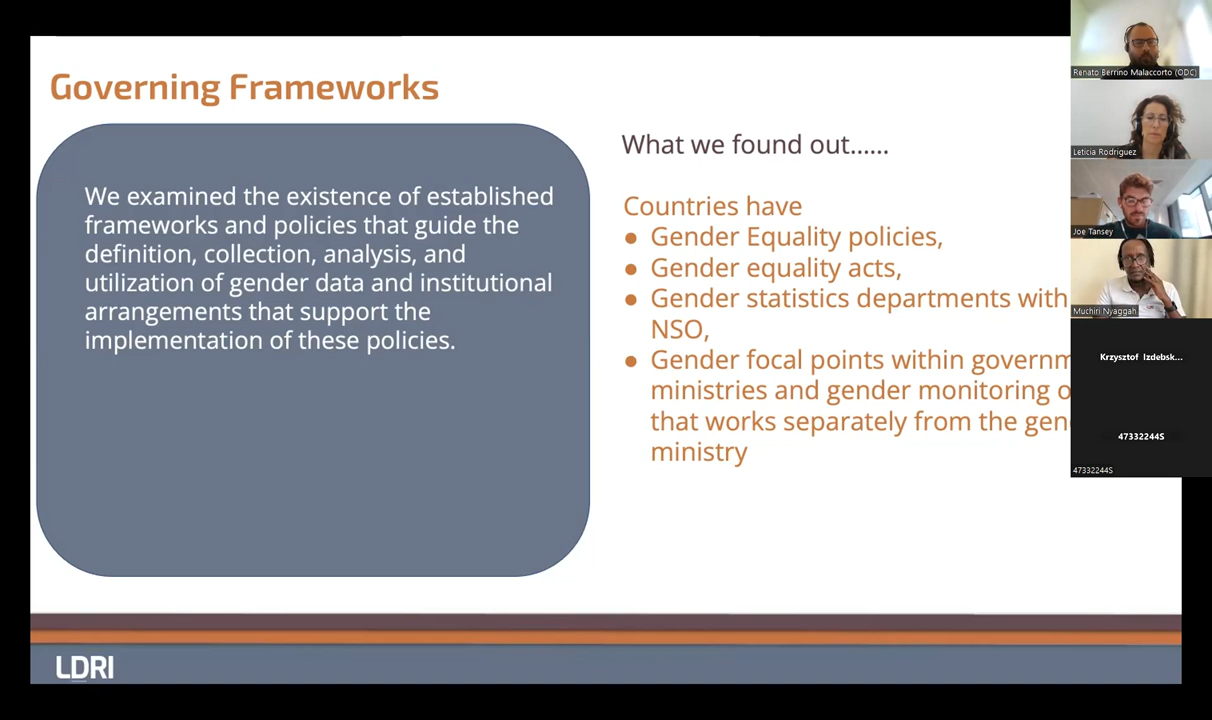 Governing Frameworks
We examined the existence of established
frameworks and policies that guide the
definition, collection, analysis, and
utilization of gender data and institutional
arrangements that support the
implementation of these policies.
What we found out......
Countries have
● Gender Equality policies,
● Gender equality acts,
● Gender statistics departments with
NSO,
● Gender focal points within governm
ministries and gender monitoring o
that works separately from the gen
ministry
LDRI
Renato Berrino Malaccorto (ODC)
Leticia Rodriguez
Joe Tansey
Muchiri Nyaggah
Krzysztof Izdebsk...
47332244S
47332244S